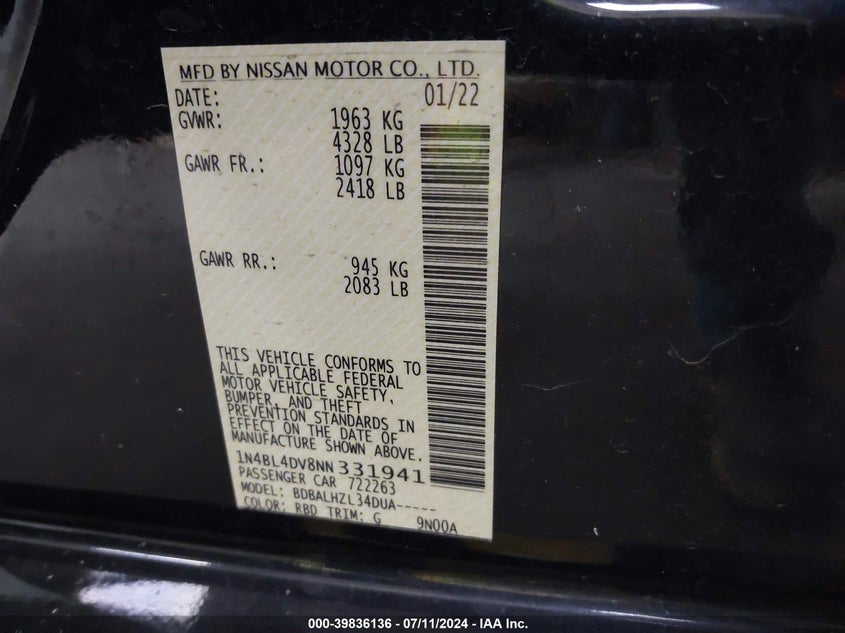 MFD BY NISSAN MOTOR CO., LTD.
DATE: 01/22
GVWR: 1963 KG
4328 LB
GAWR FR.: 1097 KG
2418 LB
GAWR RR.: 945 KG
2083 LB
THIS VEHICLE CONFORMS TO
ALL APPLICABLE FEDERAL
MOTOR VEHICLE SAFETY,
BUMPER, AND THEFT
PREVENTION STANDARDS IN
EFFECT ON THE DATE OF
MANUFACTURE SHOWN ABOVE.
1N4BL4DV8NN 331941
PASSENGER CAR 722263
MODEL: BDBALHZL34DUA-----
COLOR: RBD TRIM: G 9N00A
000-39836136 - 07/11/2024 - IAA Inc.